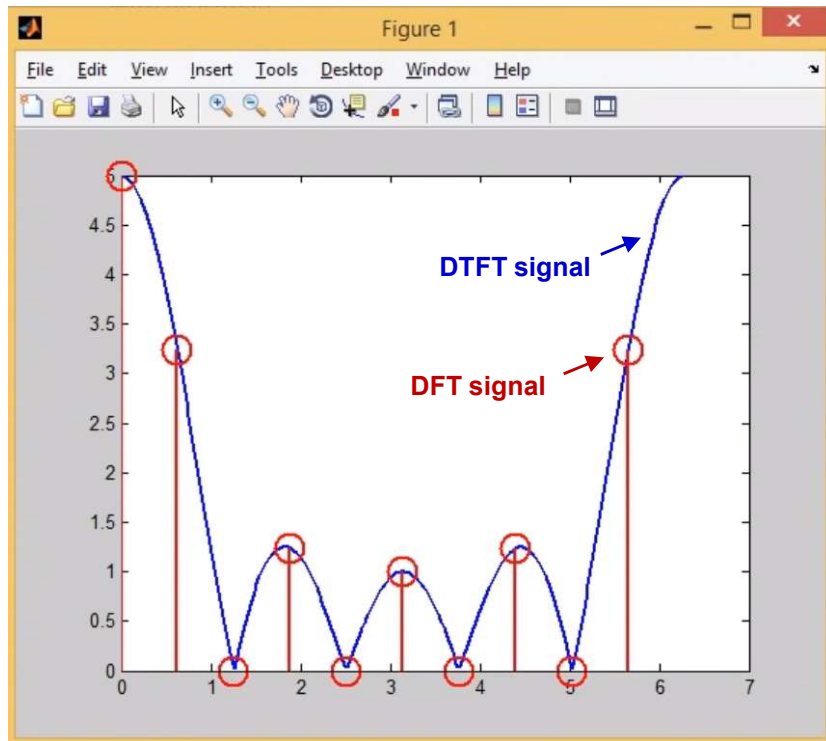 Figure 1
File Edit View Insert Tools Desktop Window Help
5
4.5
DTFT signal
4
3.5
DFT signal
3
2.5
2
1.5
1
0.5
0
0 1 2 3 4 5 6 7